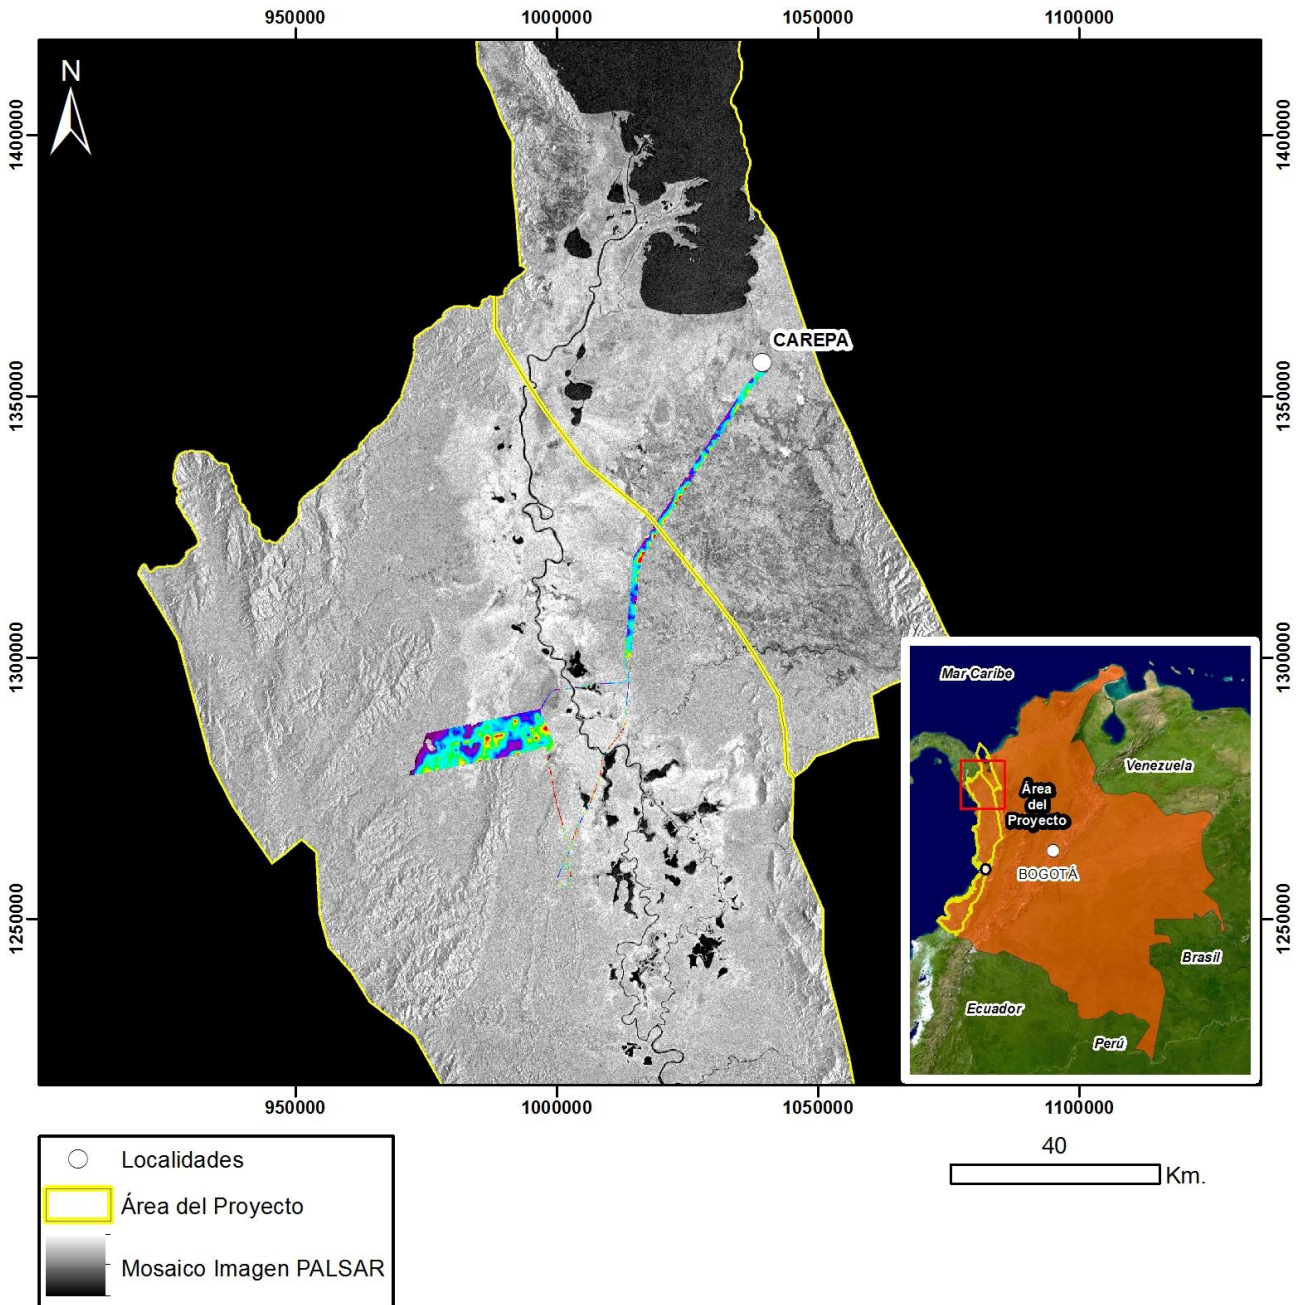 950000
1000000
1050000
1100000
N
1400000
1400000
CAREPA
1350000
1350000
1300000
1300000
Mar Caribe
Venezuela
Área
del
Proyecto
BOGOTÁ
1250000
1250000
Brasil
Ecuador
Perú
950000
1000000
1050000
1100000
Localidades
40
Km.
Área del Proyecto
Mosaico Imagen PALSAR